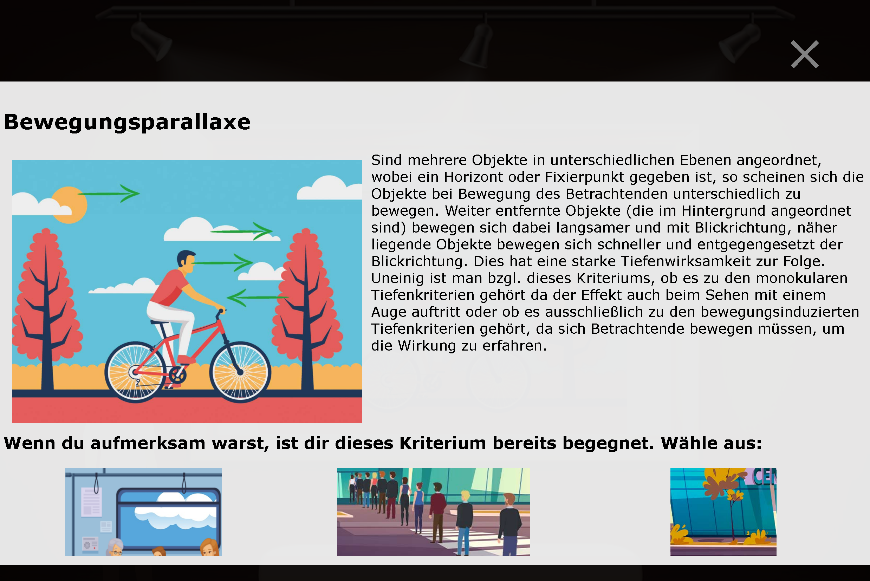 Bewegungsparallaxe
Sind mehrere Objekte in unterschiedlichen Ebenen angeordnet,
wobei ein Horizont oder Fixierpunkt gegeben ist, so scheinen sich die
Objekte bei Bewegung des Betrachtenden unterschiedlich zu
bewegen. Weiter entfernte Objekte (die im Hintergrund angeordnet
sind) bewegen sich dabei langsamer und mit Blickrichtung, näher
liegende Objekte bewegen sich schneller und entgegengesetzt der
Blickrichtung. Dies hat eine starke Tiefenwirksamkeit zur Folge.
Uneinig ist man bzgl. dieses Kriteriums, ob es zu den monokularen
Tiefenkriterien gehört da der Effekt auch beim Sehen mit einem
Auge auftritt oder ob es ausschließlich zu den bewegungsinduzierten
Tiefenkriterien gehört, da sich Betrachtende bewegen müssen, um
die Wirkung zu erfahren.
Wenn du aufmerksam warst, ist dir dieses Kriterium bereits begegnet. Wähle aus: